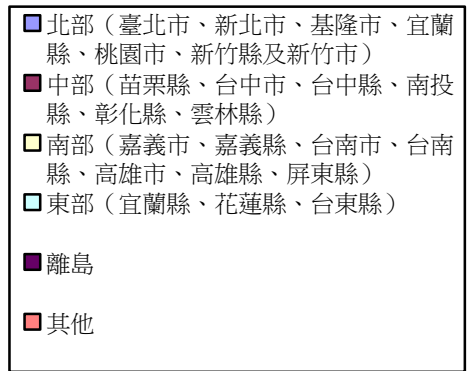 北部（臺北市、新北市、基隆市、宜蘭
縣、桃園市、新竹縣及新竹市）
中部（苗栗縣、台中市、台中縣、南投
縣、彰化縣、雲林縣）
南部（嘉義市、嘉義縣、台南市、台南
縣、高雄市、高雄縣、屏東縣）
東部（宜蘭縣、花蓮縣、台東縣）
離島
其他